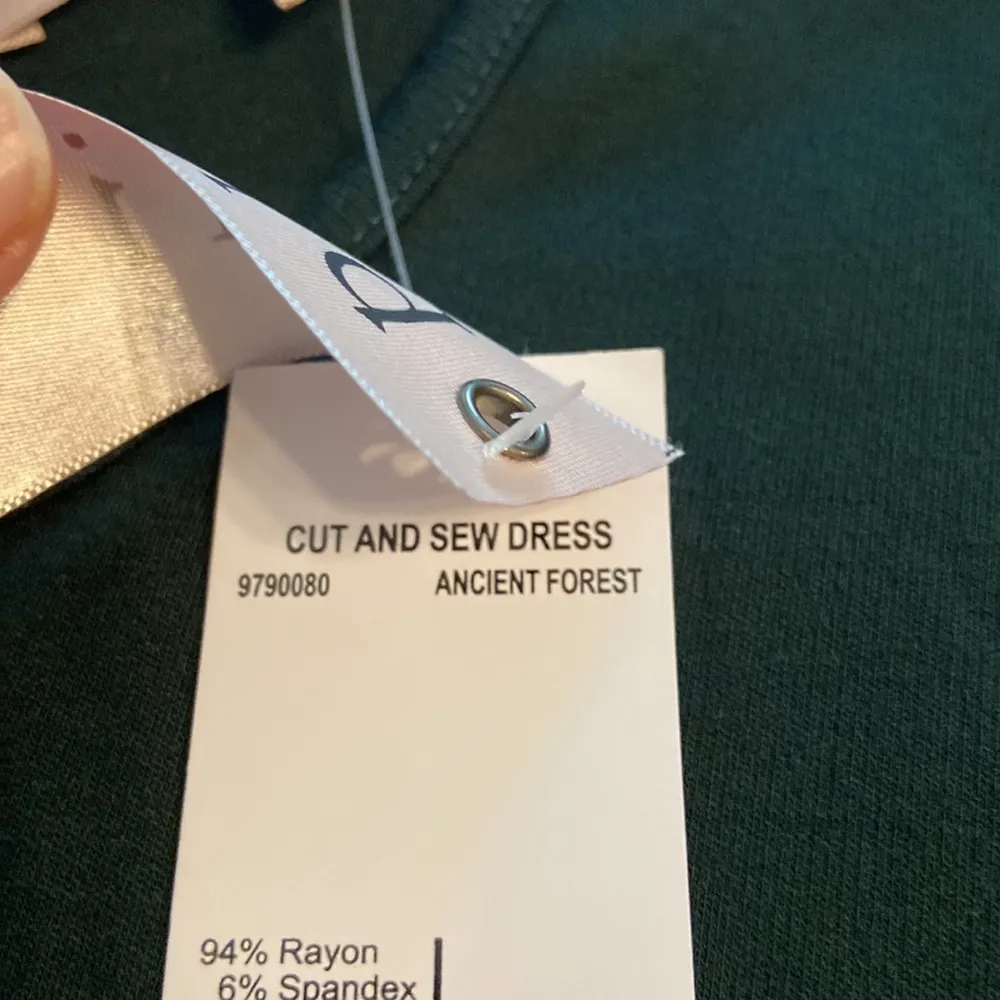 CUT AND SEW DRESS
9790080 ANCIENT FOREST
94% Rayon
6% Spandex